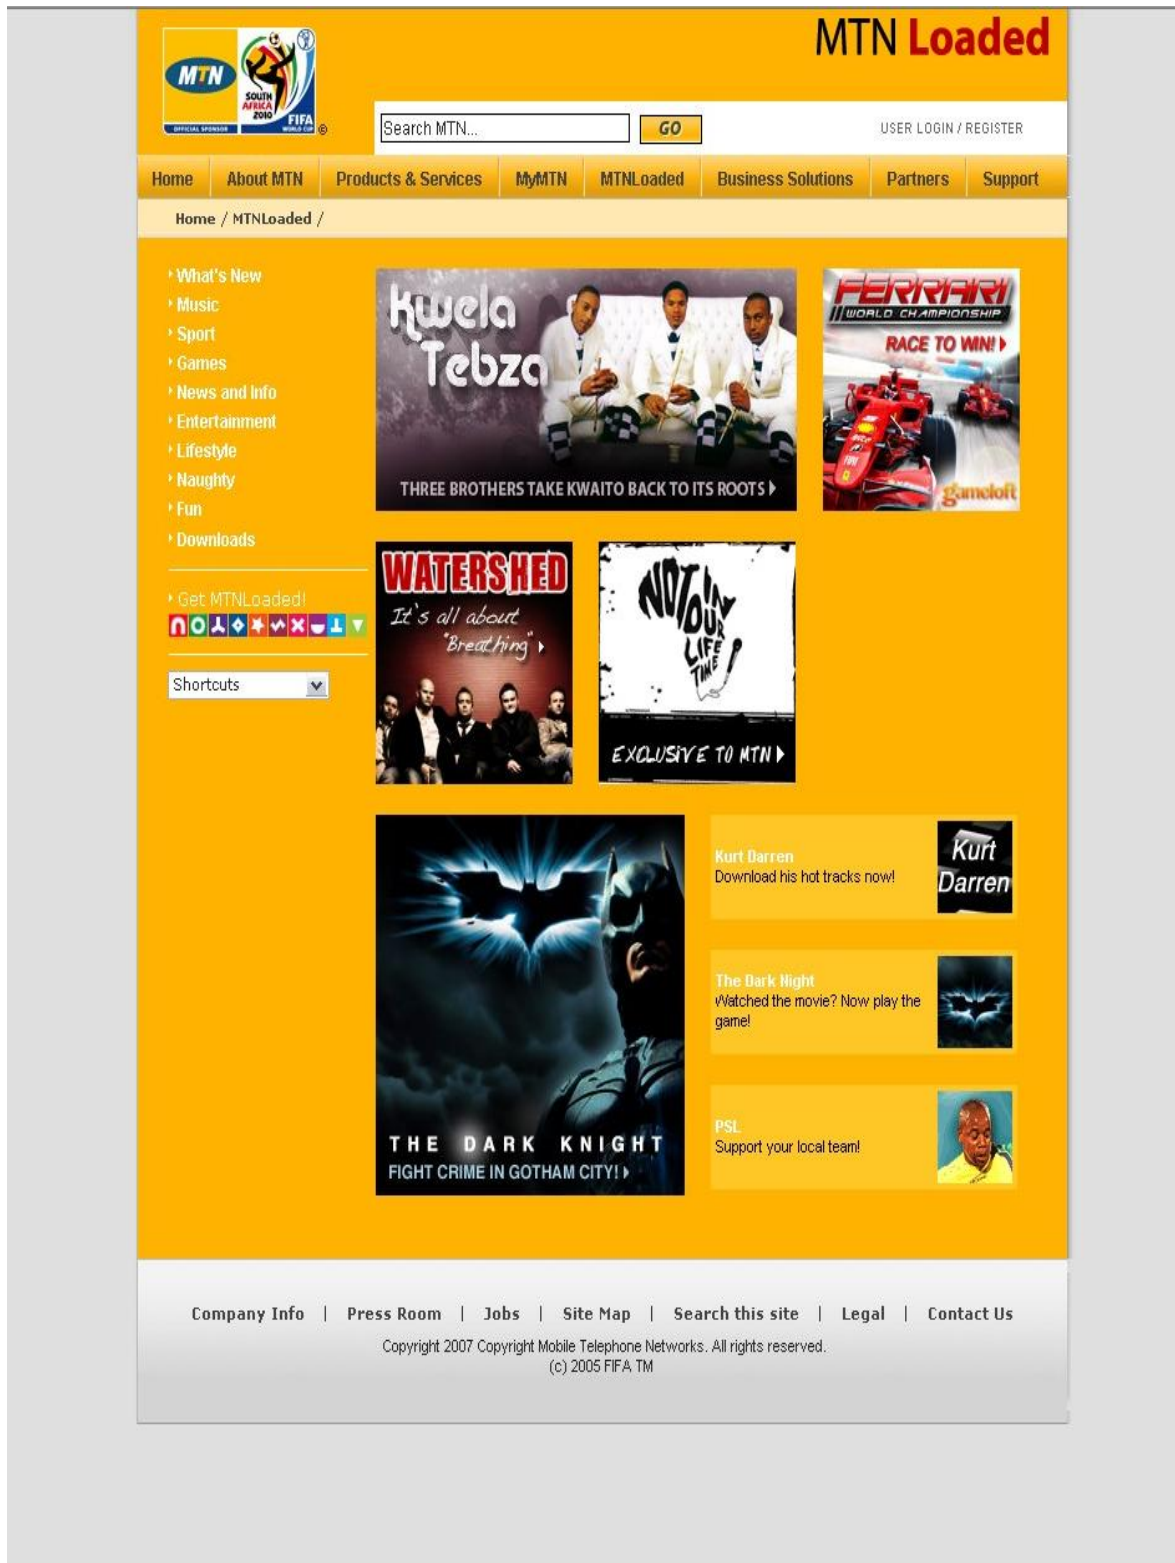 MTN Loaded
MTN
SOUTH
AFRICA
2010
FIFA
WORLD CUP
OFFICIAL SPONSOR
©
Search MTN...
GO
USER LOGIN / REGISTER
Home
About MTN
Products & Services
MyMTN
MTNLoaded
Business Solutions
Partners
Support
Home / MTNLoaded /
What's New
Music
Sport
Games
News and Info
Entertainment
Lifestyle
Naughty
Fun
Downloads
Get MTNLoaded!
Shortcuts
Kwela
Tebza
THREE BROTHERS TAKE KWAITO BACK TO ITS ROOTS
FERRARI
WORLD CHAMPIONSHIP
RACE TO WIN!
gameloft
WATERSHED
It's all about
"Breathing"
NOT IN
OUR
LIFE
TIME
EXCLUSIVE TO MTN
THE DARK KNIGHT
FIGHT CRIME IN GOTHAM CITY!
Kurt Darren
Download his hot tracks now!
Kurt
Darren
The Dark Night
Watched the movie? Now play the
game!
PSL
Support your local team!
Company Info | Press Room | Jobs | Site Map | Search this site | Legal | Contact Us
Copyright 2007 Copyright Mobile Telephone Networks. All rights reserved.
(c) 2005 FIFA TM